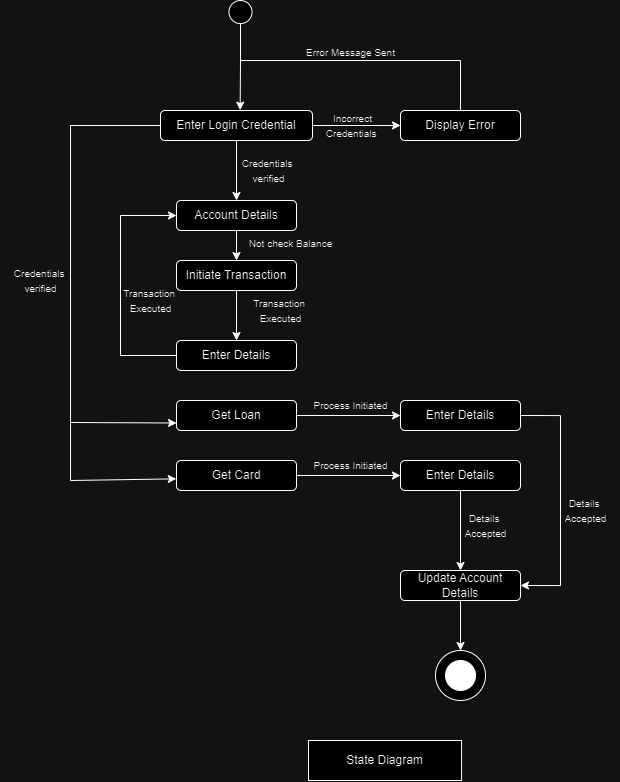 Error Message Sent
Enter Login Credential
Incorrect
Credentials
Display Error
Credentials
verified
Account Details
Not check Balance
Credentials
verified
Initiate Transaction
Transaction
Executed
Transaction
Executed
Enter Details
Get Loan
Process Initiated
Enter Details
Get Card
Process Initiated
Enter Details
Details
Accepted
Details
Accepted
Update Account
Details
State Diagram